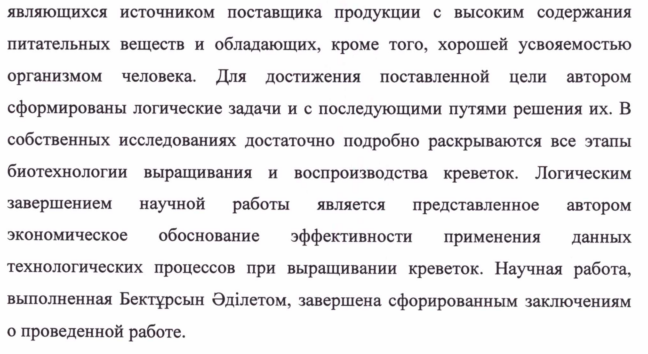 являющихся источником поставщика продукции с высоким содержания
питательных веществ и обладающих, кроме того, хорошей усвояемостью
организмом человека. Для достижения поставленной цели автором
сформированы логические задачи и с последующими путями решения их. В
собственных исследованиях достаточно подробно раскрываются все этапы
биотехнологии выращивания и воспроизводства креветок. Логическим
завершением научной работы является представленное автором
экономическое обоснование эффективности применения данных
технологических процессов при выращивании креветок. Научная работа,
выполненная Бектұрсын Әділетом, завершена сфорированным заключениям
о проведенной работе.